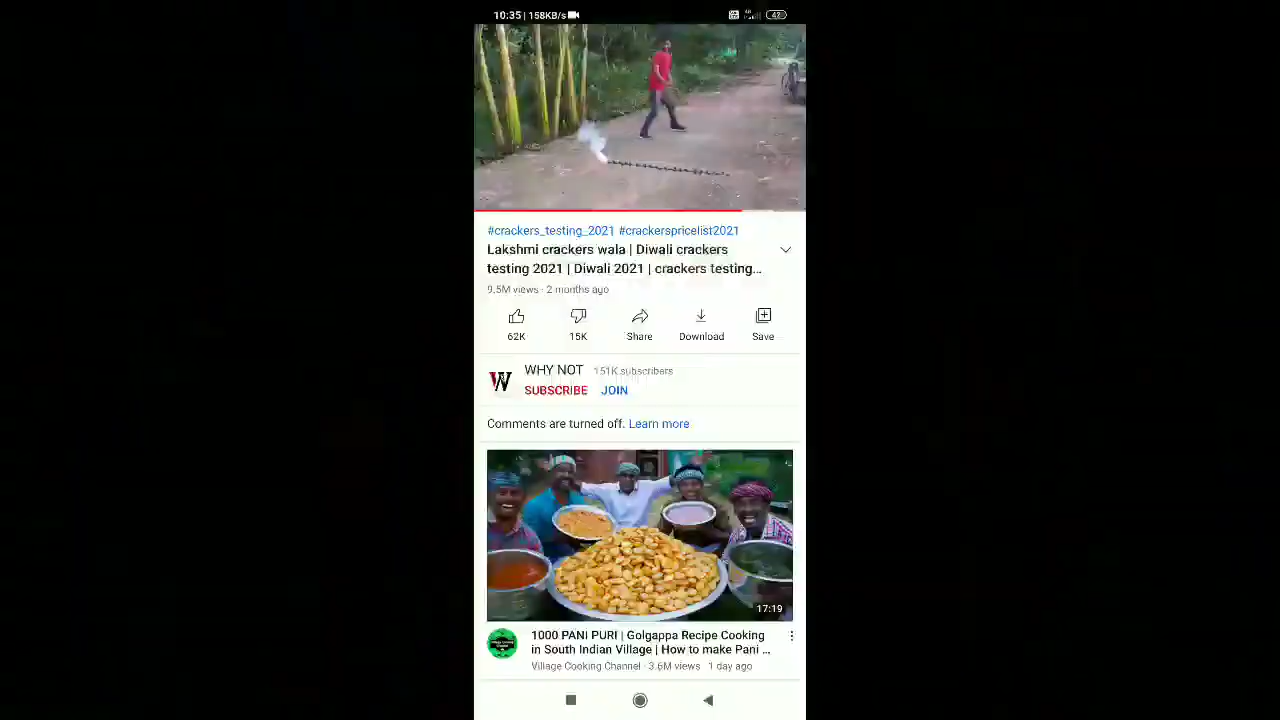 10:35 | 158KB/s
4G
42
#crackers_testing_2021 #crackerspricelist2021
Lakshmi crackers wala | Diwali crackers
testing 2021 | Diwali 2021 | crackers testing...
9.5M views · 2 months ago
62K
15K
Share
Download
Save
W
WHY NOT 151K subscribers
SUBSCRIBE JOIN
Comments are turned off. Learn more
17:19
1000 PANI PURI | Golgappa Recipe Cooking
in South Indian Village | How to make Pani ...
Village Cooking Channel · 3.6M views · 1 day ago